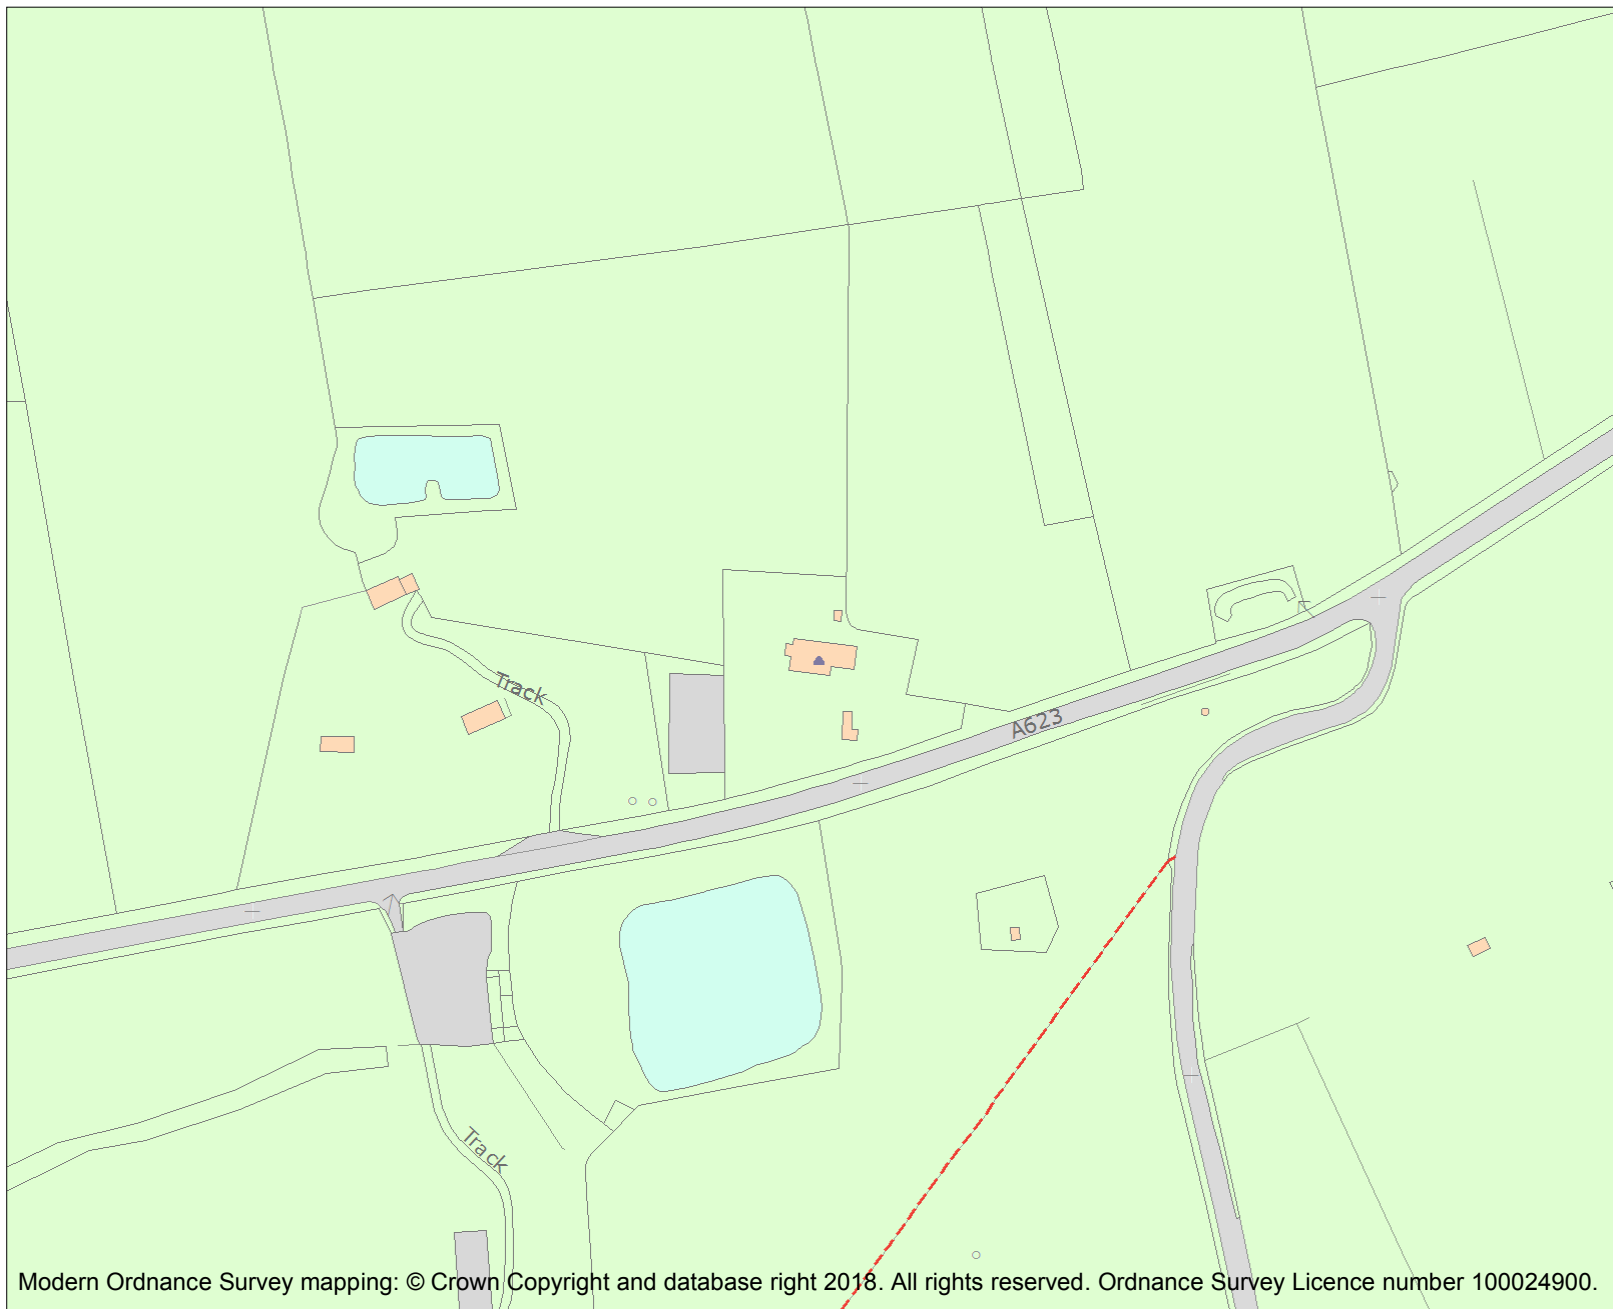 Track
A623
Track
Modern Ordnance Survey mapping: © Crown Copyright and database right 2018. All rights reserved. Ordnance Survey Licence number 100024900.